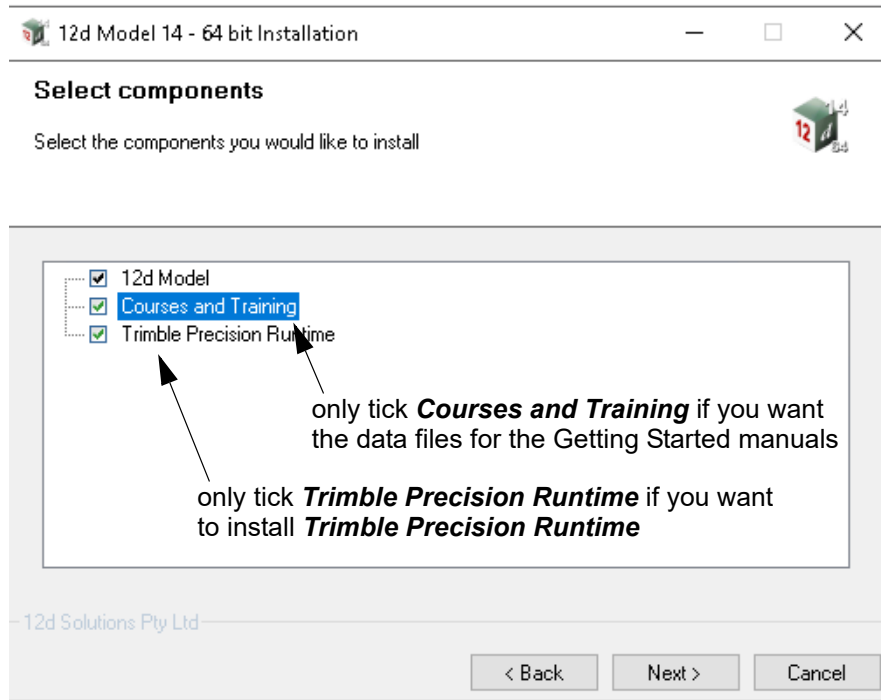 12d Model 14 - 64 bit Installation
Select components
Select the components you would like to install
14
12 d
64
12d Model
Courses and Training
Trimble Precision Runtime
only tick Courses and Training if you want
the data files for the Getting Started manuals
only tick Trimble Precision Runtime if you want
to install Trimble Precision Runtime
12d Solutions Pty Ltd
< Back
Next >
Cancel